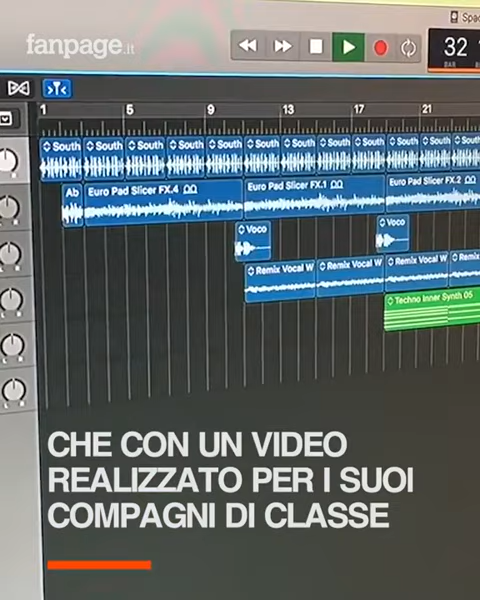 fanpage.it
Spac
32
BAR
1 5 9 13 17 21
South South South South South South South South South South South
Ab Euro Pad Slicer FX.4 Euro Pad Slicer FX.1 Euro Pad Slicer FX.2
Voco Voco
Remix Vocal W Remix Vocal W Remix Vocal W Remix
Techno Inner Synth 05
L R
CHE CON UN VIDEO
REALIZZATO PER I SUOI
COMPAGNI DI CLASSE